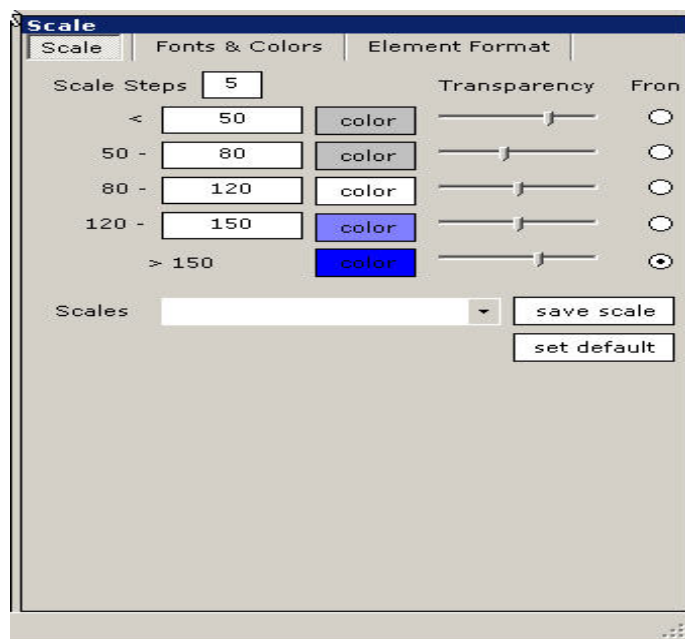 Scale
Scale Fonts & Colors Element Format
Scale Steps 5 Transparency Fron
< 50 color
50 - 80 color
80 - 120 color
120 - 150 color
> 150 color
Scales save scale
set default